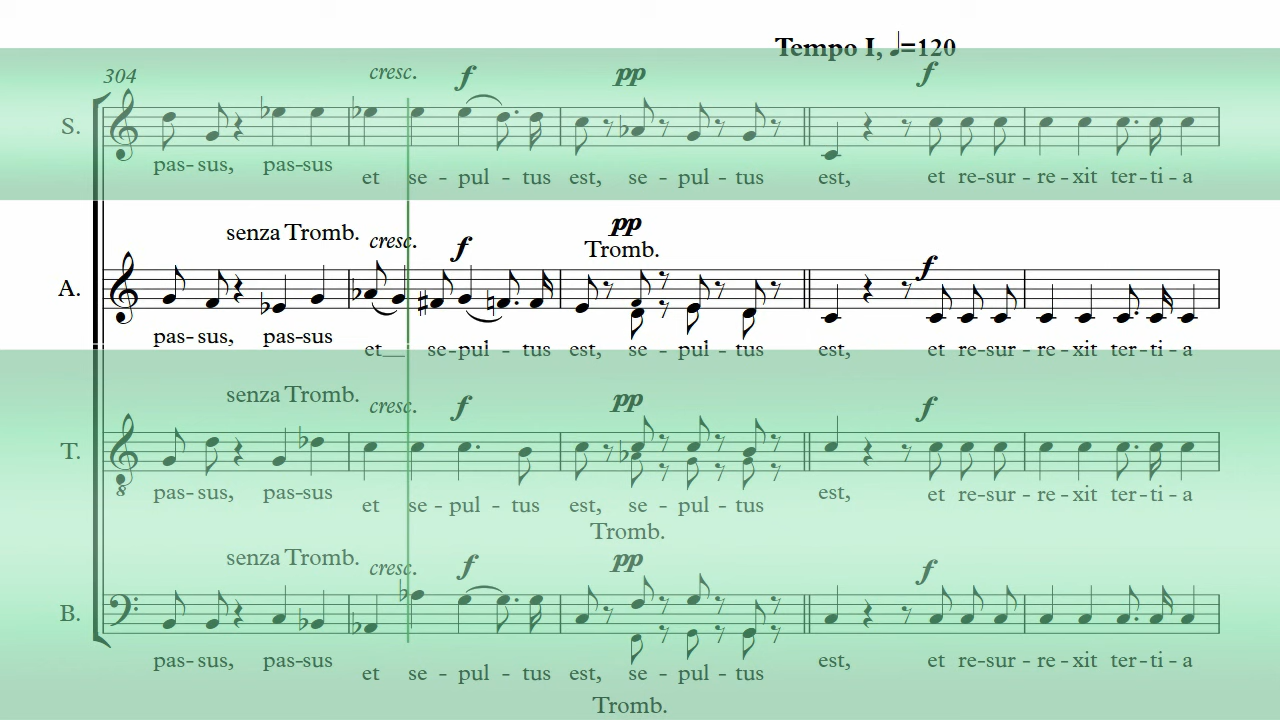 Tempo I, ♩=120
304 cresc. f pp f
S.
pas- sus, pas-sus et se - pul - tus est, se - pul - tus est, et re-sur - re-xit ter-ti - a
senza Tromb. cresc. f pp f
Tromb.
A.
pas- sus, pas-sus et__ se-pul - tus est, se - pul - tus est, et re-sur - re-xit ter-ti - a
senza Tromb. cresc. f pp f
T.
8
pas- sus, pas-sus et se - pul - tus est, se - pul - tus est, et re-sur - re-xit ter-ti - a
Tromb.
senza Tromb. cresc. f pp f
B.
pas- sus, pas-sus et se - pul - tus est, se - pul - tus est, et re-sur - re-xit ter-ti - a
Tromb.